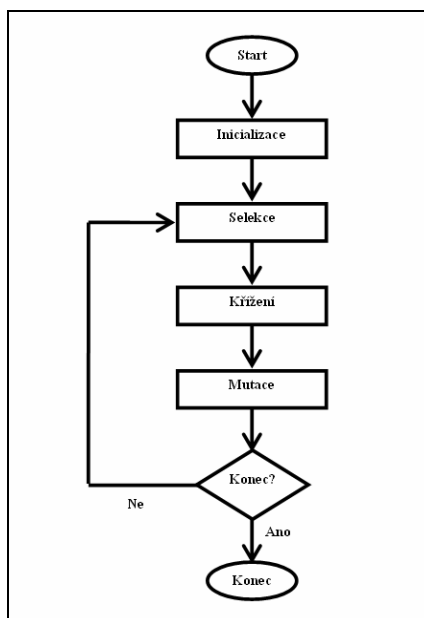 Start
Inicializace
Selekce
Křížení
Mutace
Konec?
Ne
Ano
Konec